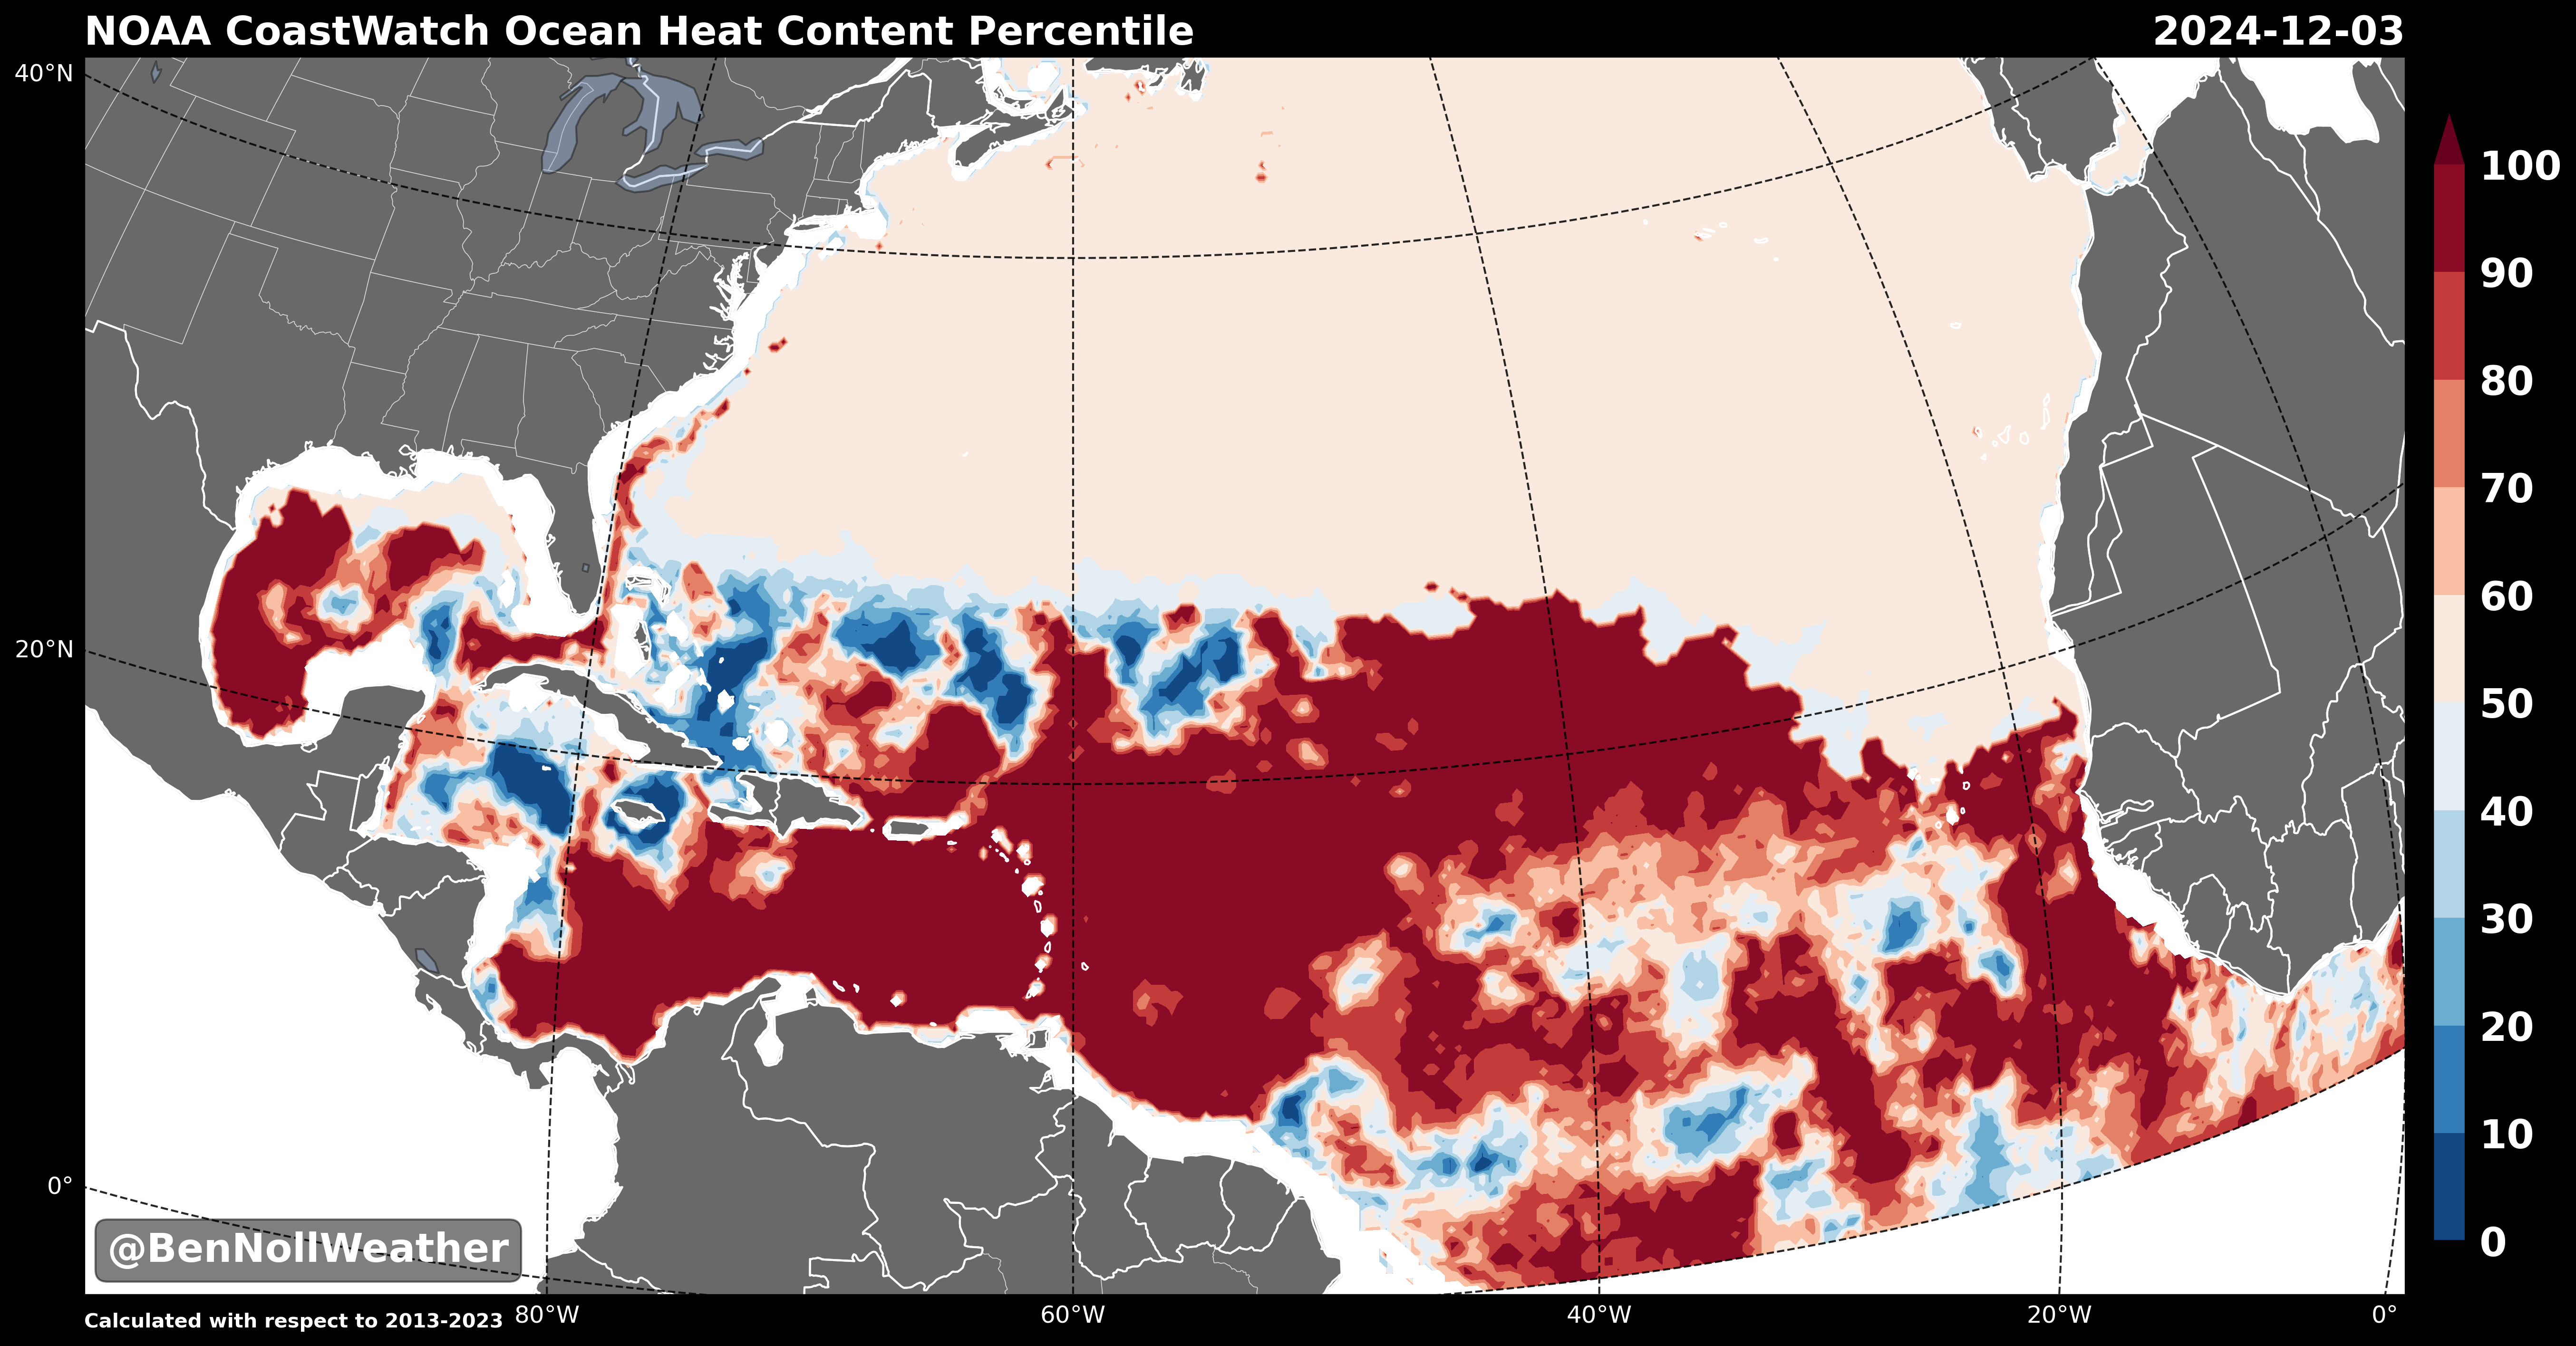 NOAA CoastWatch Ocean Heat Content Percentile
2024-12-03
40°N
20°N
0°
100
90
80
70
60
50
40
30
20
10
0
@BenNollWeather
Calculated with respect to 2013-2023
80°W
60°W
40°W
20°W
0°